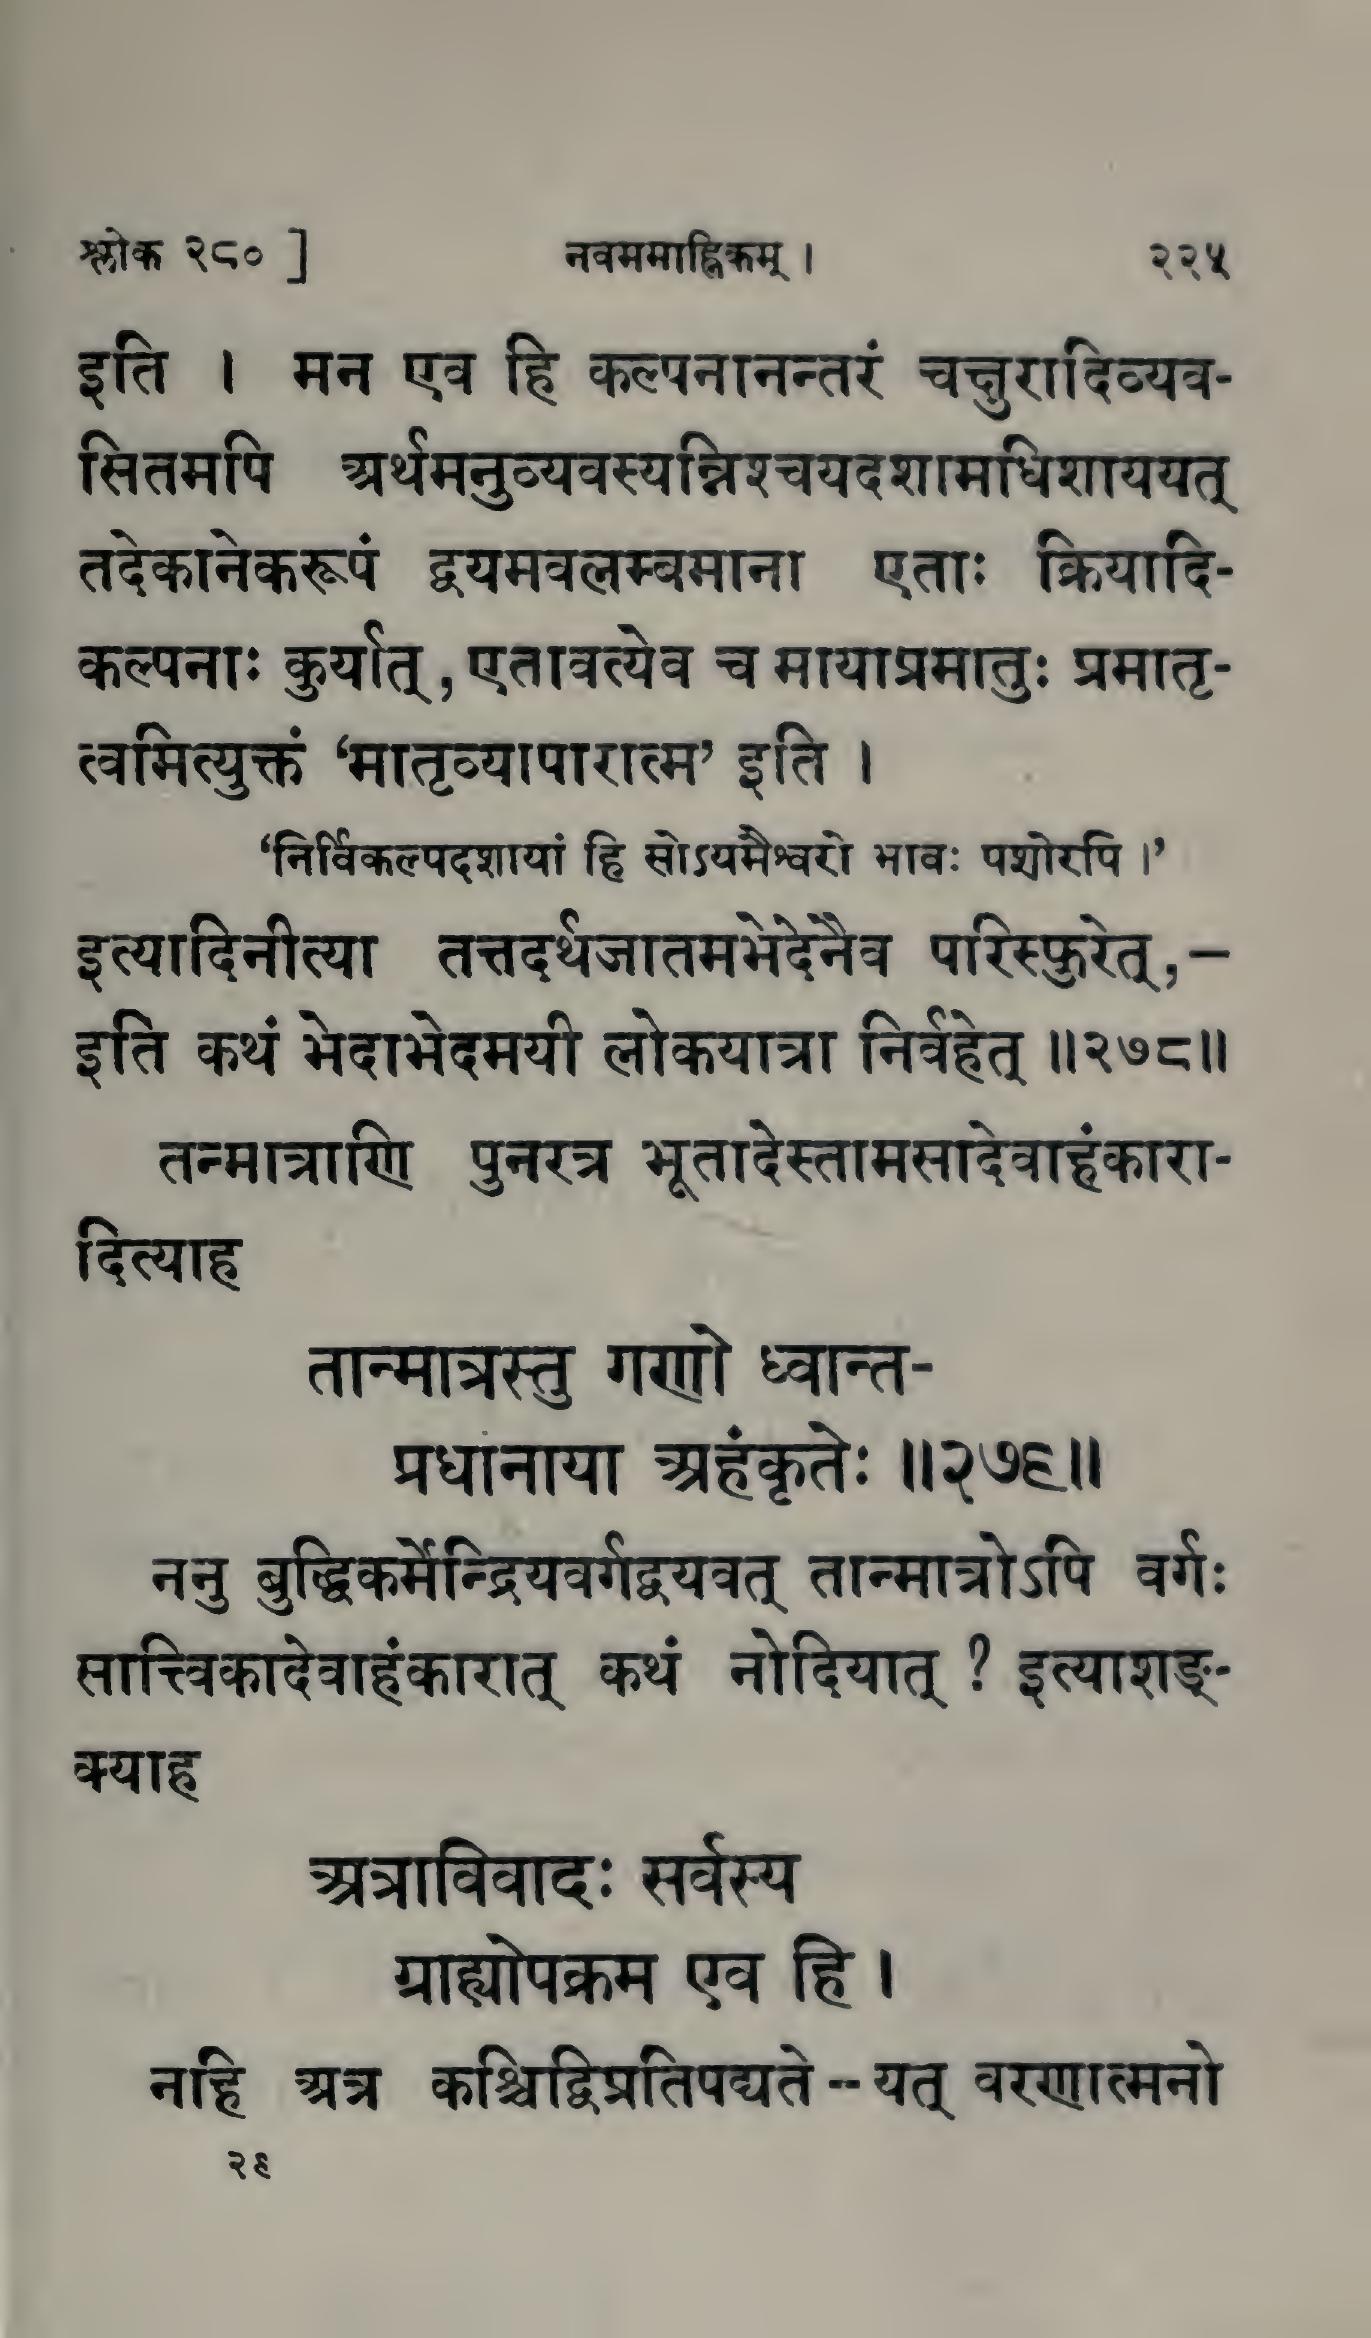 श्लोक २८० ] नवममाह्निकम् । २२५
इति । मन एव हि कल्पनानन्तरं चक्षुरादिव्यव-
सितमपि अर्थमनुव्यवस्यन्निश्चयदशामधिशाययत्
तदेकानेकरूपं द्वयमवलम्बमाना एताः क्रियादि-
कल्पनाः कुर्यात्, एतावत्येव च मायाप्रमातुः प्रमातृ-
त्वमित्युक्तं ‘मातृव्यापारात्म’ इति ।
‘निर्विकल्पदशायां हि सोऽयमैश्वरो भावः पशोरपि ।’
इत्यादिनीत्या तत्तदर्थजातमभेदेनैव परिस्फुरेत्,—
इति कथं भेदाभेदमयी लोकयात्रा निर्वहेत् ॥२७८॥
तन्मात्राणि पुनरत्र भूतादेस्तामसादेवाहंकारा-
दित्याह
तान्मात्रस्तु गणो ध्वान्त-
प्रधानाया अहंकृतेः ॥२७९॥
ननु बुद्धिकर्मेन्द्रियवर्गद्वयवत् तान्मात्रोऽपि वर्गः
सात्त्विकादेवाहंकारात् कथं नोदियात् ? इत्याशङ्-
क्याह
अत्राविवादः सर्वस्य
ग्राह्योपक्रम एव हि ।
नहि अत्र कश्चिद्विप्रतिपद्यते -- यत् वरणात्मनो
२९